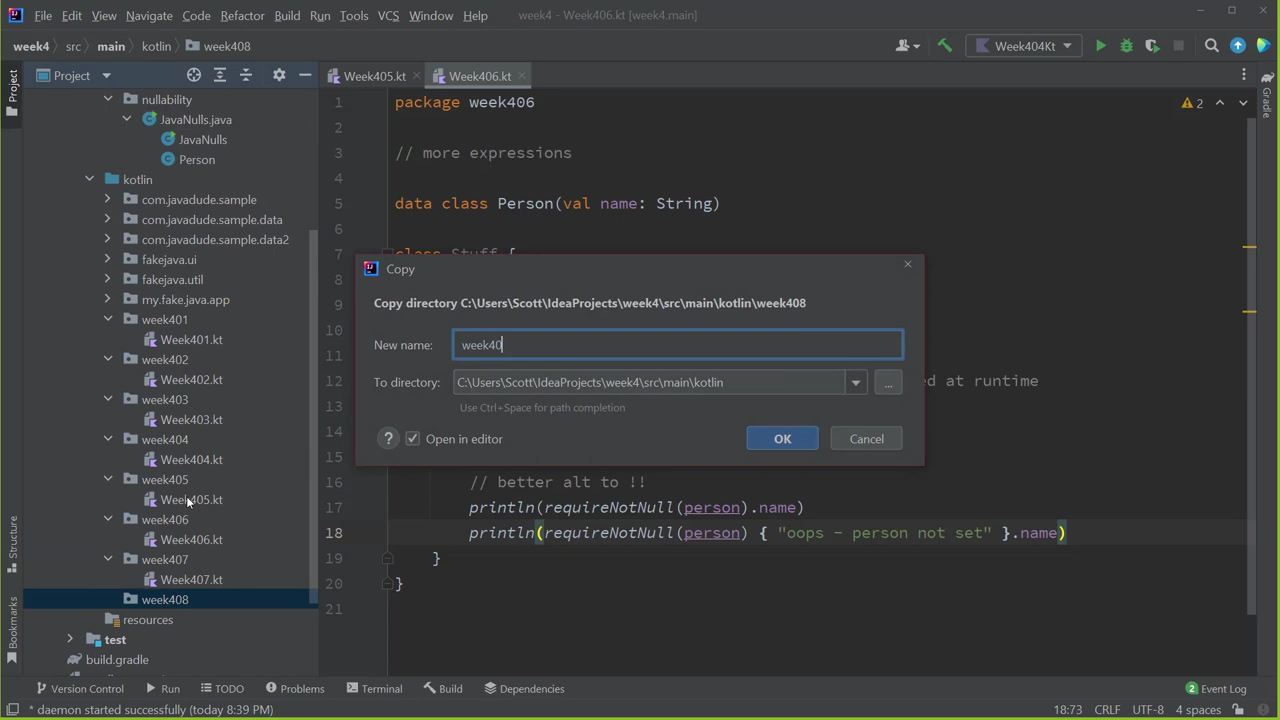 File Edit View Navigate Code Refactor Build Run Tools VCS Window Help week4 - Week406.kt [week4.main]
week4 src main kotlin week408 Week404Kt
Project Week405.kt Week406.kt
Project
Structure
Bookmarks
Gradle
nullability
JavaNulls.java
JavaNulls
Person
kotlin
com.javadude.sample
com.javadude.sample.data
com.javadude.sample.data2
fakejava.ui
fakejava.util
my.fake.java.app
week401
Week401.kt
week402
Week402.kt
week403
Week403.kt
week404
Week404.kt
week405
Week405.kt
week406
Week406.kt
week407
Week407.kt
week408
resources
test
build.gradle
2
1 package week406
2
3 // more expressions
4
5 data class Person(val name: String)
6
7 class Stuff {
8
9
10
11
12 ed at runtime
13
14
15
16 // better alt to !!
17 println(requireNotNull(person).name)
18 println(requireNotNull(person) { "oops - person not set" }.name)
19 }
20 }
21
Copy
Copy directory C:\Users\Scott\IdeaProjects\week4\src\main\kotlin\week408
New name: week40
To directory: C:\Users\Scott\IdeaProjects\week4\src\main\kotlin ...
Use Ctrl+Space for path completion
? Open in editor OK Cancel
Version Control Run TODO Problems Terminal Build Dependencies 2 Event Log
* daemon started successfully (today 8:39 PM) 18:73 CRLF UTF-8 4 spaces